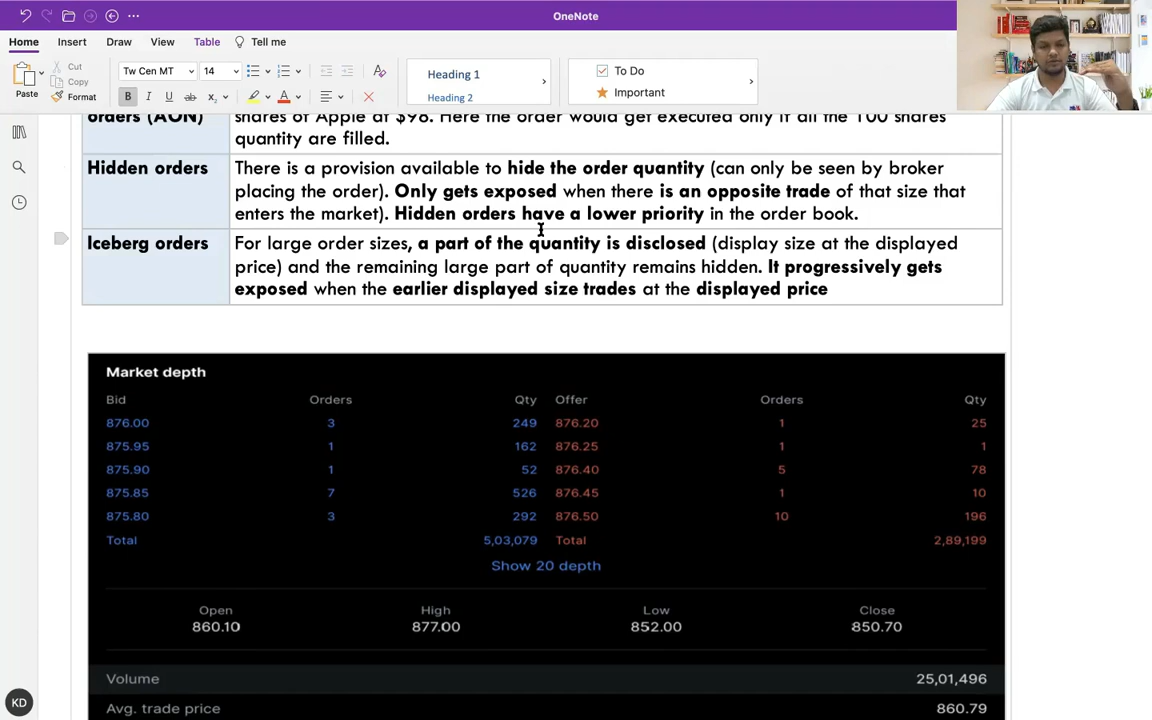 OneNote
Home Insert Draw View Table Tell me
Paste Cut Copy Format
Tw Cen MT 14
B I U ab x₂ A
Heading 1
Heading 2
To Do
Important
orders (AON) shares of Apple at $98. Here the order would get executed only if all the 100 shares
quantity are filled.
Hidden orders There is a provision available to hide the order quantity (can only be seen by broker
placing the order). Only gets exposed when there is an opposite trade of that size that
enters the market). Hidden orders have a lower priority in the order book.
Iceberg orders For large order sizes, a part of the quantity is disclosed (display size at the displayed
price) and the remaining large part of quantity remains hidden. It progressively gets
exposed when the earlier displayed size trades at the displayed price
Market depth
Bid Orders Qty Offer Orders Qty
876.00 3 249 876.20 1 25
875.95 1 162 876.25 1 1
875.90 1 52 876.40 5 78
875.85 7 526 876.45 1 10
875.80 3 292 876.50 10 196
Total 5,03,079 Total 2,89,199
Show 20 depth
Open High Low Close
860.10 877.00 852.00 850.70
Volume 25,01,496
Avg. trade price 860.79
KD